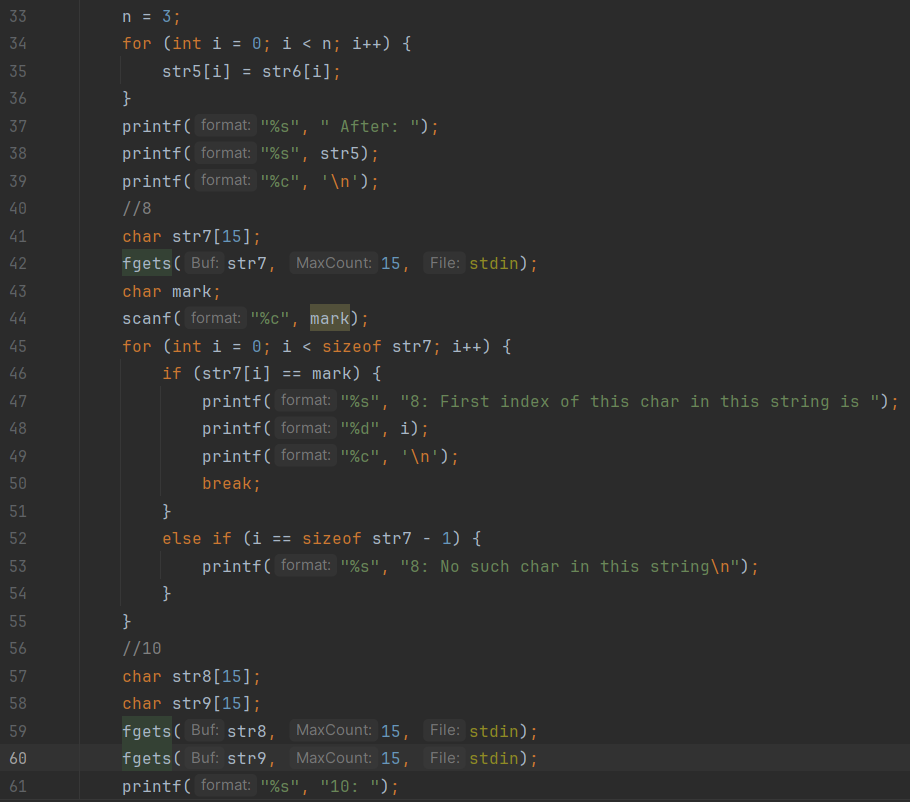 33 n = 3;
34 for (int i = 0; i < n; i++) {
35 str5[i] = str6[i];
36 }
37 printf( format: "%s", " After: ");
38 printf( format: "%s", str5);
39 printf( format: "%c", '\n');
40 //8
41 char str7[15];
42 fgets( Buf: str7, MaxCount: 15, File: stdin);
43 char mark;
44 scanf( format: "%c", mark);
45 for (int i = 0; i < sizeof str7; i++) {
46 if (str7[i] == mark) {
47 printf( format: "%s", "8: First index of this char in this string is ");
48 printf( format: "%d", i);
49 printf( format: "%c", '\n');
50 break;
51 }
52 else if (i == sizeof str7 - 1) {
53 printf( format: "%s", "8: No such char in this string\n");
54 }
55 }
56 //10
57 char str8[15];
58 char str9[15];
59 fgets( Buf: str8, MaxCount: 15, File: stdin);
60 fgets( Buf: str9, MaxCount: 15, File: stdin);
61 printf( format: "%s", "10: ");